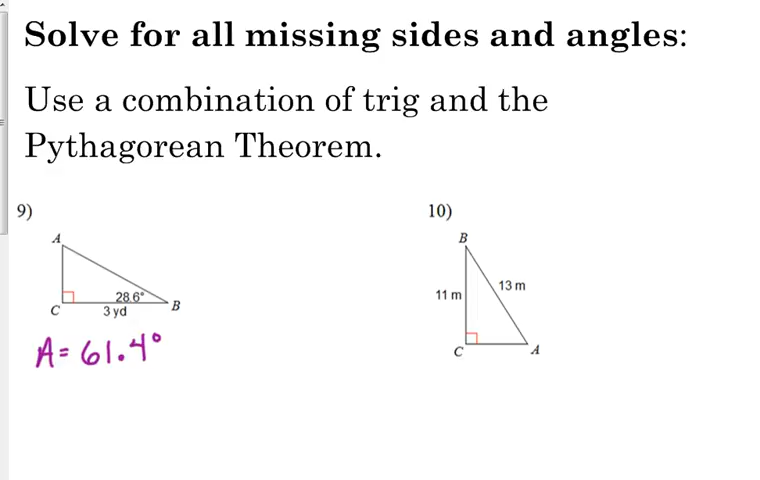 Solve for all missing sides and angles:
Use a combination of trig and the
Pythagorean Theorem.
9)
A
28.6°
C
3 yd
B
A = 61.4°
10)
B
11 m
13 m
C
A